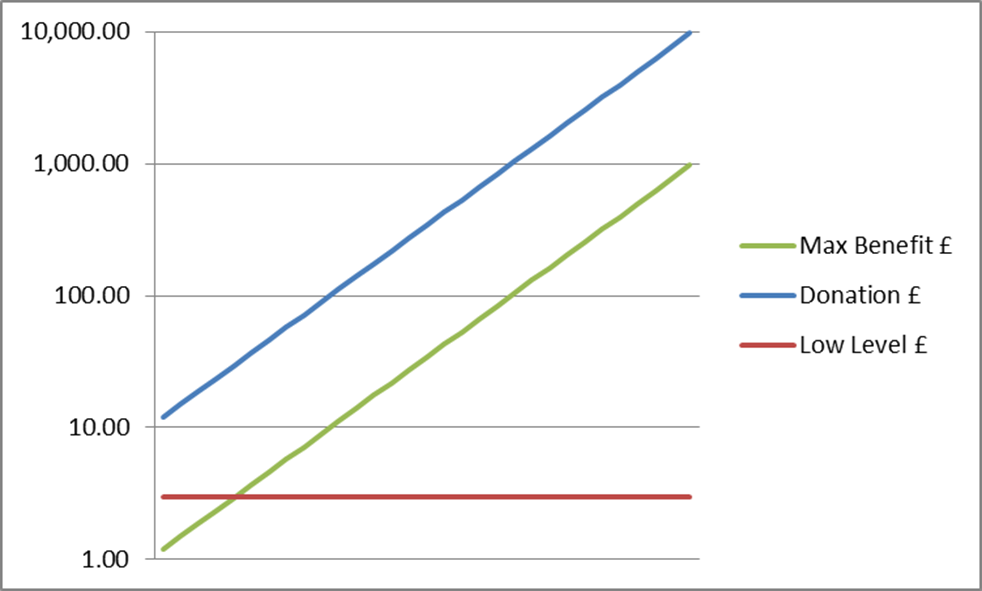 10,000.00
1,000.00
100.00
10.00
1.00
Max Benefit £
Donation £
Low Level £